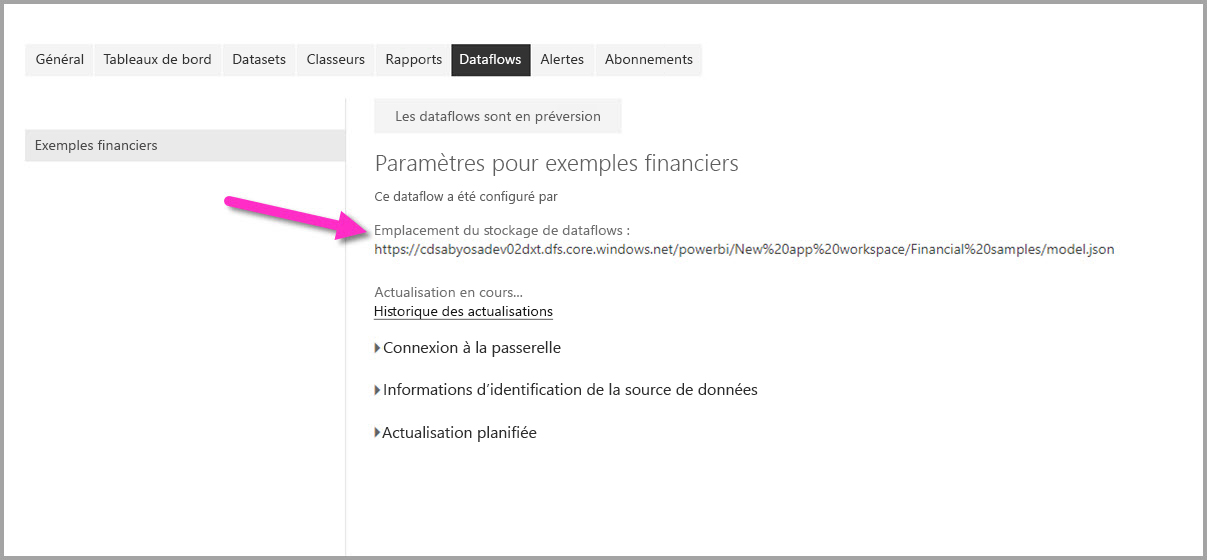 Général Tableaux de bord Datasets Classeurs Rapports Dataflows Alertes Abonnements
Les dataflows sont en préversion
Exemples financiers
Paramètres pour exemples financiers
Ce dataflow a été configuré par
Emplacement du stockage de dataflows :
https://cdsabyosadev02dxt.dfs.core.windows.net/powerbi/New%20app%20workspace/Financial%20samples/model.json
Actualisation en cours...
Historique des actualisations
Connexion à la passerelle
Informations d’identification de la source de données
Actualisation planifiée